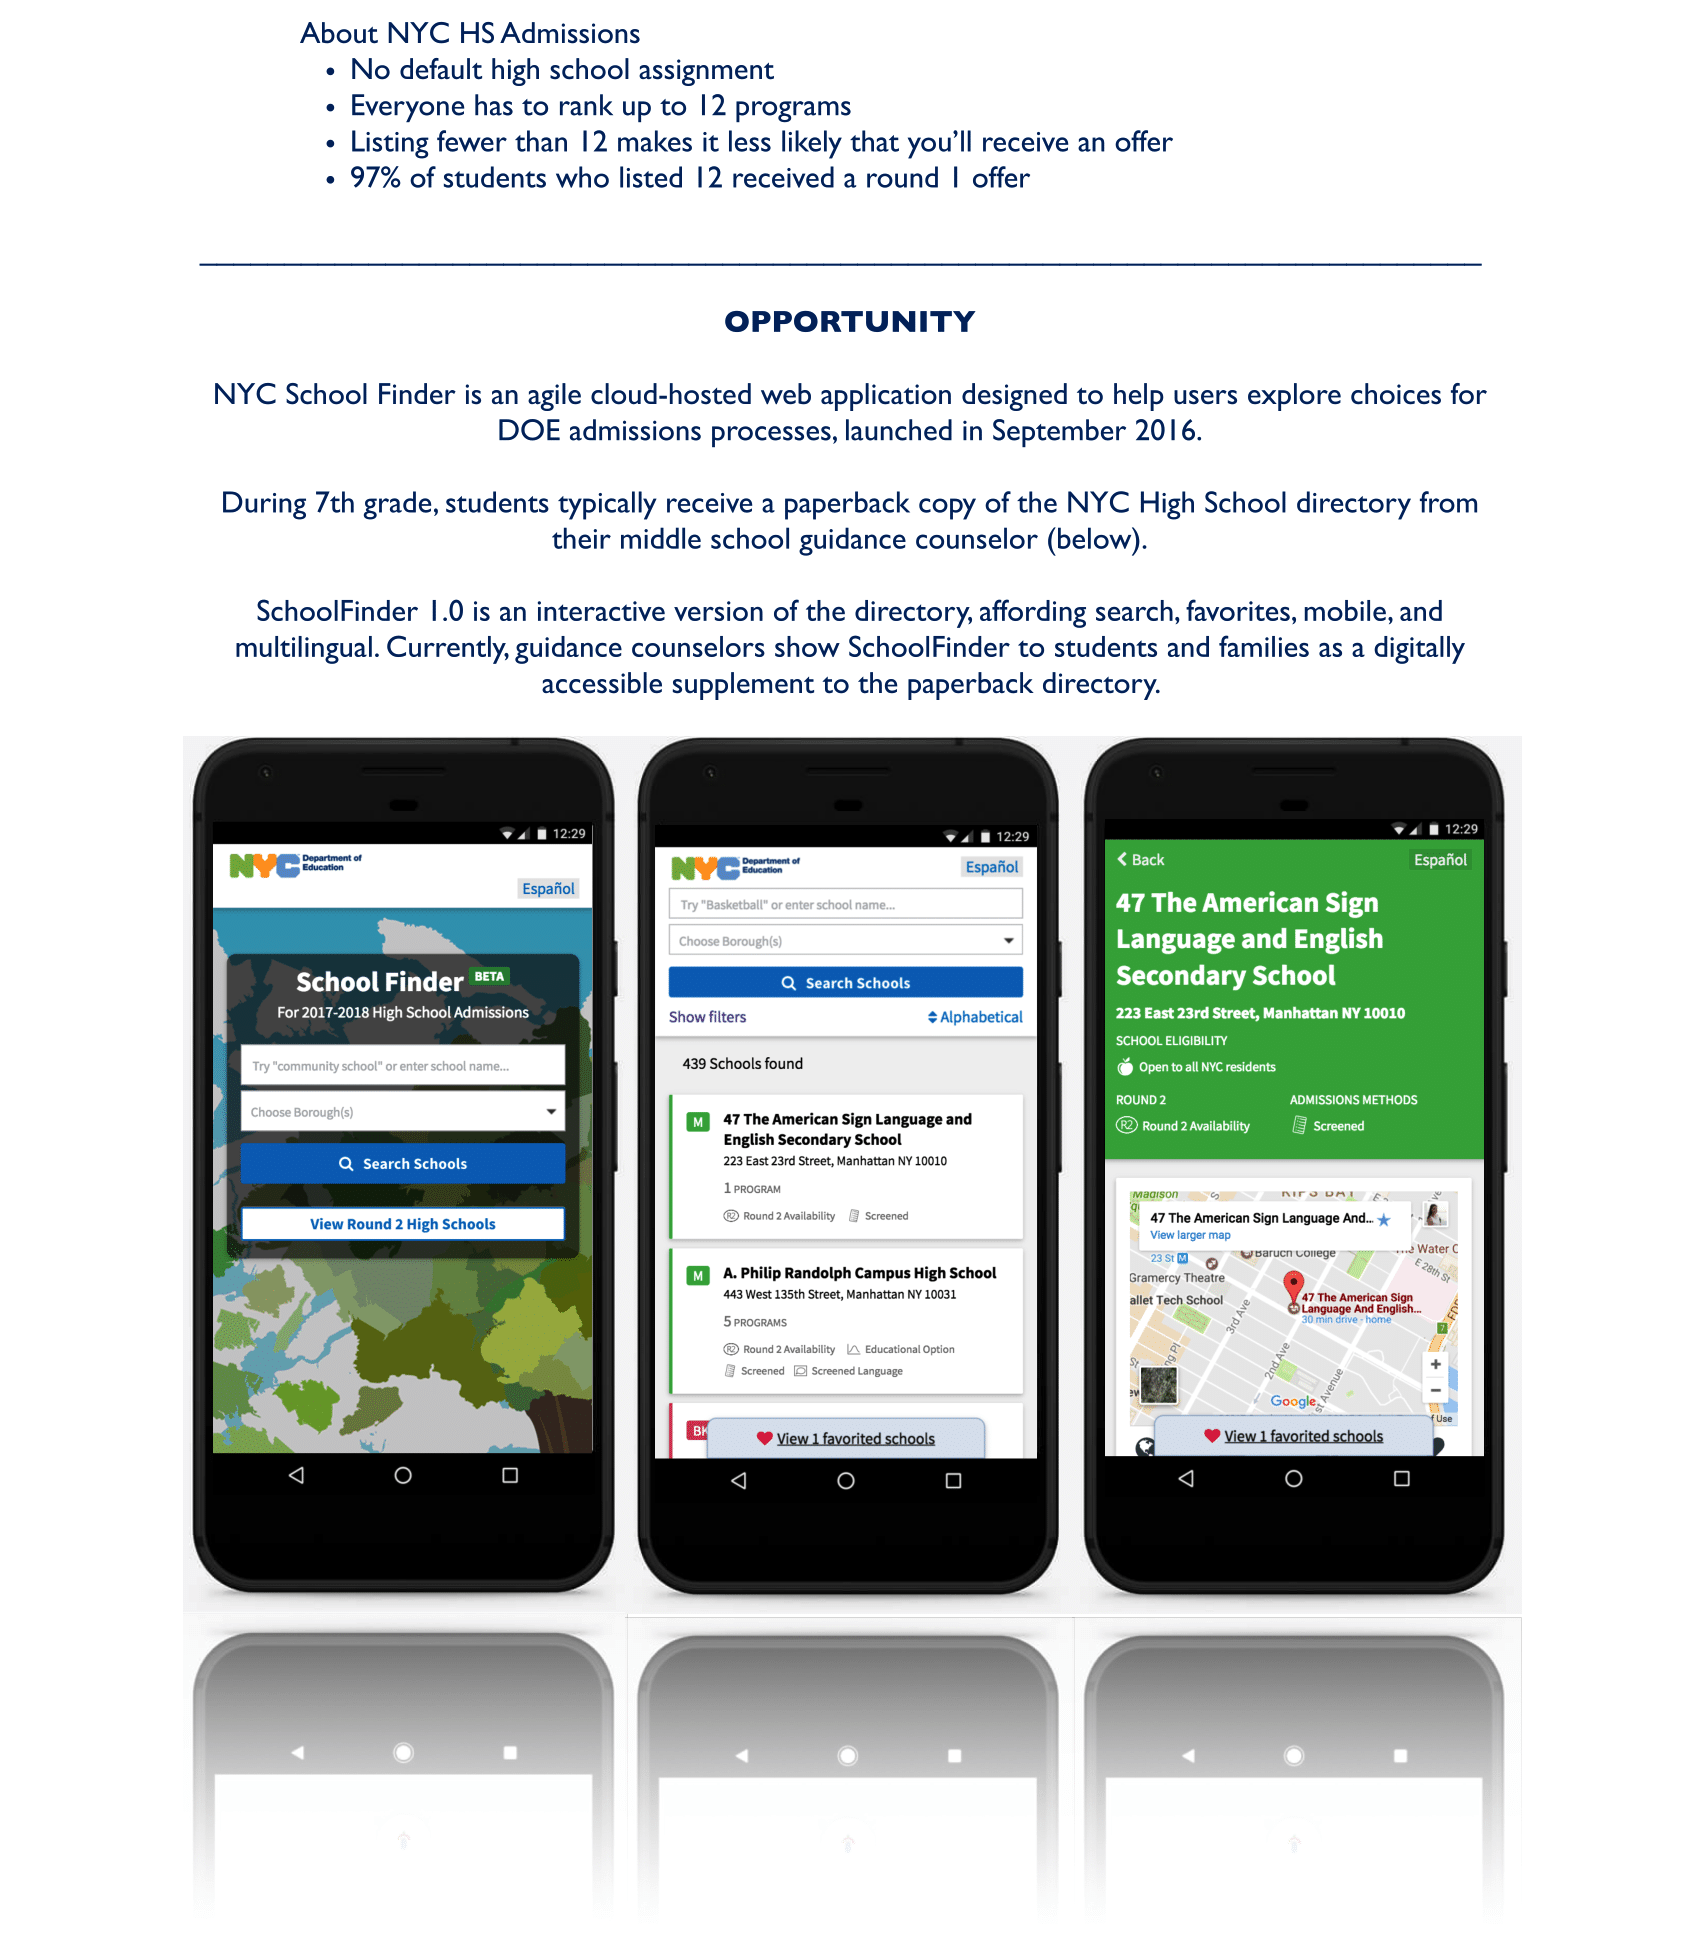 About NYC HS Admissions
• No default high school assignment
• Everyone has to rank up to 12 programs
• Listing fewer than 12 makes it less likely that you'll receive an offer
• 97% of students who listed 12 received a round 1 offer
OPPORTUNITY
NYC School Finder is an agile cloud-hosted web application designed to help users explore choices for
DOE admissions processes, launched in September 2016.
During 7th grade, students typically receive a paperback copy of the NYC High School directory from
their middle school guidance counselor (below).
SchoolFinder 1.0 is an interactive version of the directory, affording search, favorites, mobile, and
multilingual. Currently, guidance counselors show SchoolFinder to students and families as a digitally
accessible supplement to the paperback directory.
12:29
NYC Department of
Education
Español
School Finder BETA
For 2017-2018 High School Admissions
Try "community school" or enter school name...
Choose Borough(s)
Search Schools
View Round 2 High Schools
12:29
NYC Department of
Education
Español
Try "Basketball" or enter school name...
Choose Borough(s)
Search Schools
Show filters
Alphabetical
439 Schools found
M 47 The American Sign Language and
English Secondary School
223 East 23rd Street, Manhattan NY 10010
1 PROGRAM
R2 Round 2 Availability Screened
M A. Philip Randolph Campus High School
443 West 135th Street, Manhattan NY 10031
5 PROGRAMS
R2 Round 2 Availability Educational Option
Screened Screened Language
BK
View 1 favorited schools
12:29
Back
Español
47 The American Sign
Language and English
Secondary School
223 East 23rd Street, Manhattan NY 10010
SCHOOL ELIGIBILITY
Open to all NYC residents
ROUND 2 ADMISSIONS METHODS
R2 Round 2 Availability Screened
Madison
KIPS BAY
47 The American Sign Language And...
View larger map
23 St M
Baruch College
The Water C
E 28th St
Gramercy Theatre
allet Tech School
47 The American Sign
Language And English...
30 min drive - home
3rd Ave
2nd Ave
st Avenue
ng Pl
Google
f Use
View 1 favorited schools